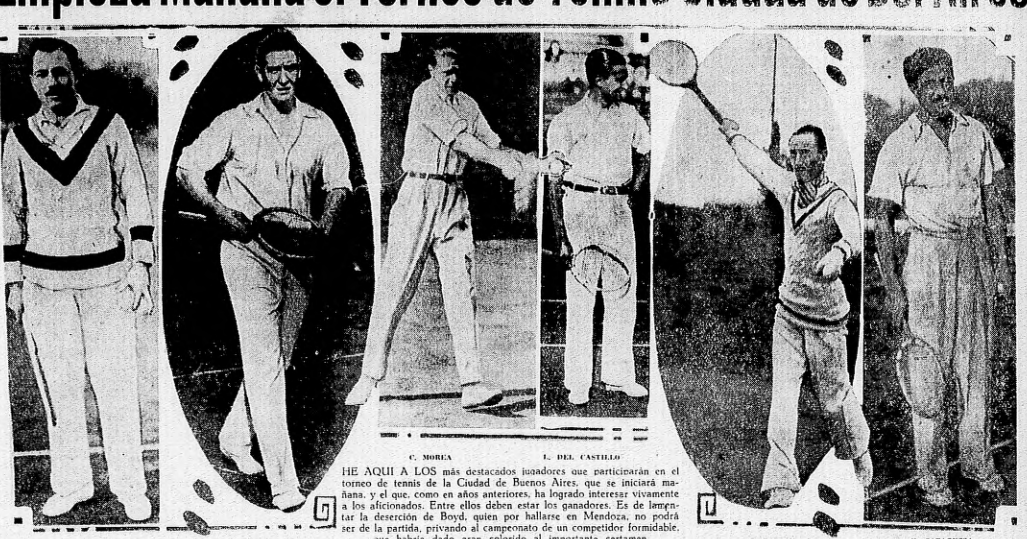 Empieza Mañana el Torneo de Tennis Ciudad de
C. MOREA
L. DEL CASTILLO
HE AQUI A LOS más destacados jugadores que participarán en el
torneo de tennis de la Ciudad de Buenos Aires, que se iniciará ma-
ñana, y el que, como en años anteriores, ha logrado interesar vivamente
a los aficionados. Entre ellos deben estar los ganadores. Es de lamen-
tar la deserción de Boyd, quien por hallarse en Mendoza, no podrá
ser de la partida, privando al campeonato de un competidor formidable,
que habría dado gran colorido al importante certamen